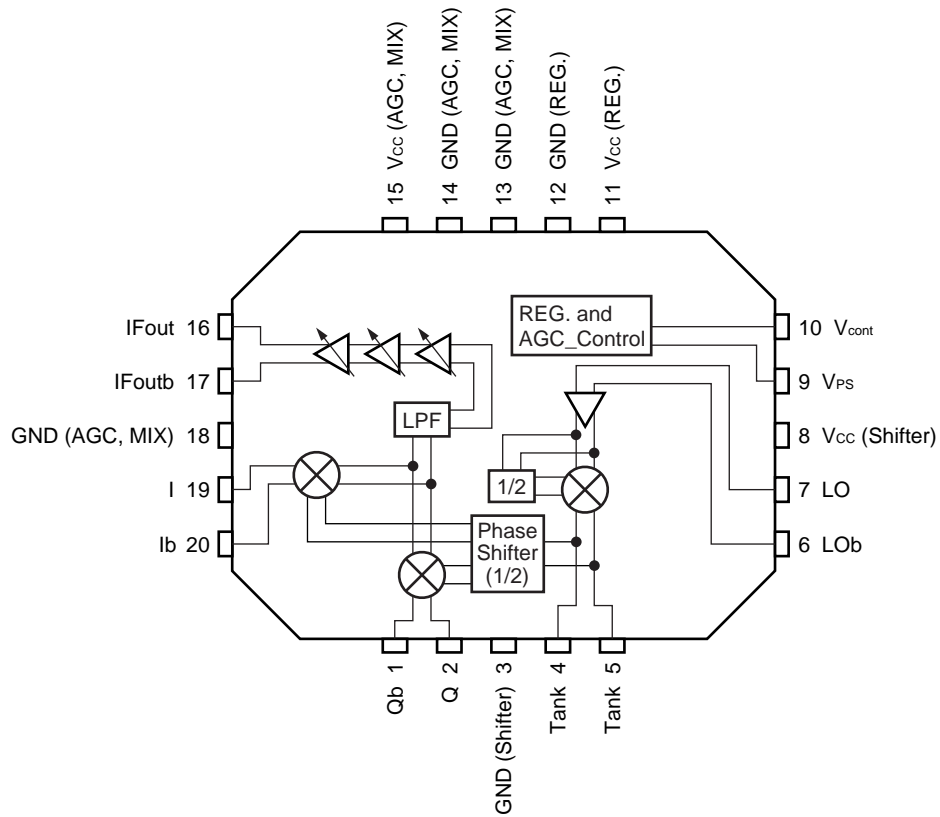 15 Vcc (AGC, MIX)
14 GND (AGC, MIX)
13 GND (AGC, MIX)
12 GND (REG.)
11 Vcc (REG.)
IFout 16
IFoutb 17
GND (AGC, MIX) 18
I 19
Ib 20
REG. and
AGC_Control
LPF
1/2
Phase
Shifter
(1/2)
10 Vcont
9 VPS
8 VCC (Shifter)
7 LO
6 LOb
Qb 1
Q 2
GND (Shifter) 3
Tank 4
Tank 5